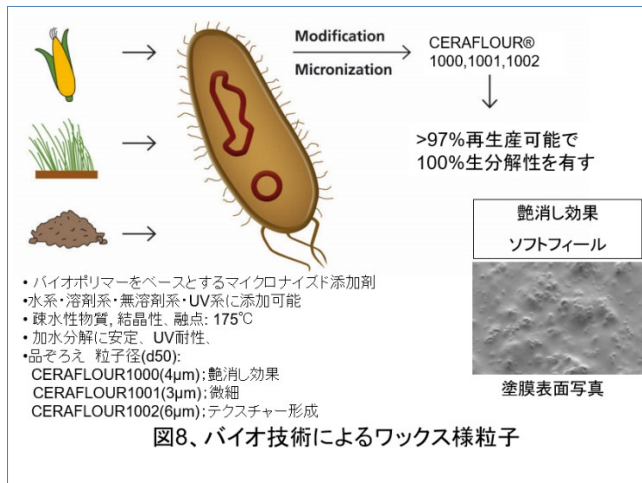 Modification
Micronization
CERAFLOUR®
1000,1001,1002
>97%再生産可能で
100%生分解性を有す
艶消し効果
ソフトフィール
塗膜表面写真
• バイオポリマーをベースとするマイクロナイズド添加剤
•水系・溶剤系・無溶剤系・UV系に添加可能
• 疎水性物質, 結晶性、融点: 175℃
• 加水分解に安定、 UV耐性、
•品ぞろえ 粒子径(d50):
CERAFLOUR1000(4μm);艶消し効果
CERAFLOUR1001(3μm);微細
CERAFLOUR1002(6μm);テクスチャー形成
図8、バイオ技術によるワックス様粒子